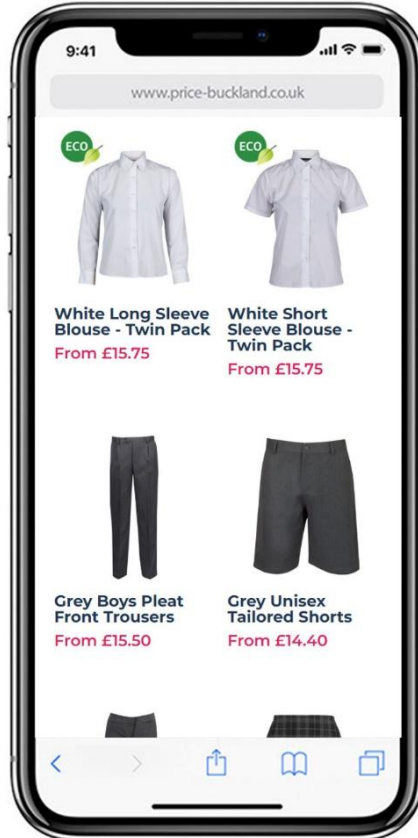 9:41
www.price-buckland.co.uk
ECO
ECO
White Long Sleeve
Blouse - Twin Pack
From £15.75
White Short
Sleeve Blouse -
Twin Pack
From £15.75
Grey Boys Pleat
Front Trousers
From £15.50
Grey Unisex
Tailored Shorts
From £14.40